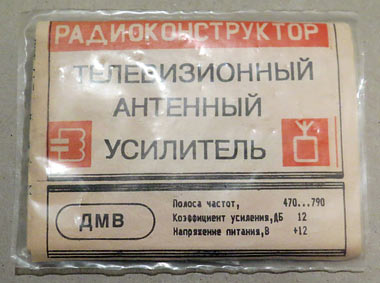 РАДИОКОНСТРУКТОР
ТЕЛЕВИЗИОННЫЙ
АНТЕННЫЙ
УСИЛИТЕЛЬ
ДМВ
Полоса частот, 470...790
Коэффициент усиления,ДБ 12
Напряжение питания,В +12